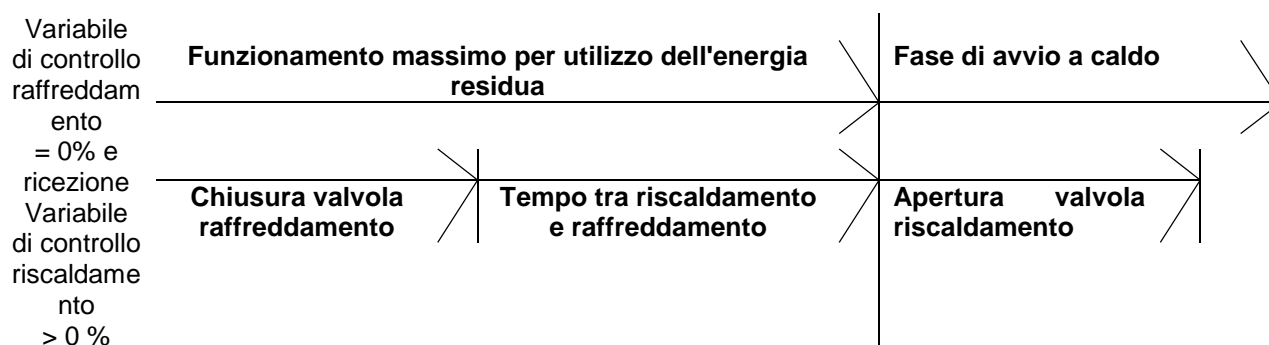 Variabile
di controllo
raffreddam
ento
= 0% e
ricezione
Variabile
di controllo
riscaldame
nto
> 0 %
Funzionamento massimo per utilizzo dell'energia
residua
Fase di avvio a caldo
Chiusura valvola
raffreddamento
Tempo tra riscaldamento
e raffreddamento
Apertura valvola
riscaldamento